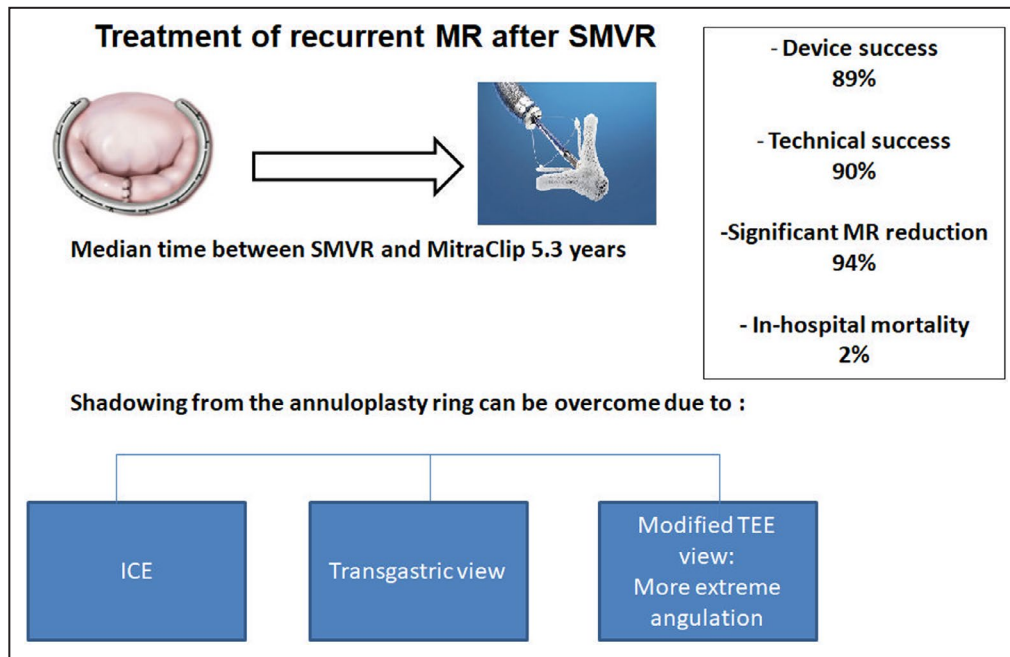 Treatment of recurrent MR after SMVR
Median time between SMVR and MitraClip 5.3 years
- Device success
89%
- Technical success
90%
-Significant MR reduction
94%
- In-hospital mortality
2%
Shadowing from the annuloplasty ring can be overcome due to :
ICE
Transgastric view
Modified TEE
view:
More extreme
angulation